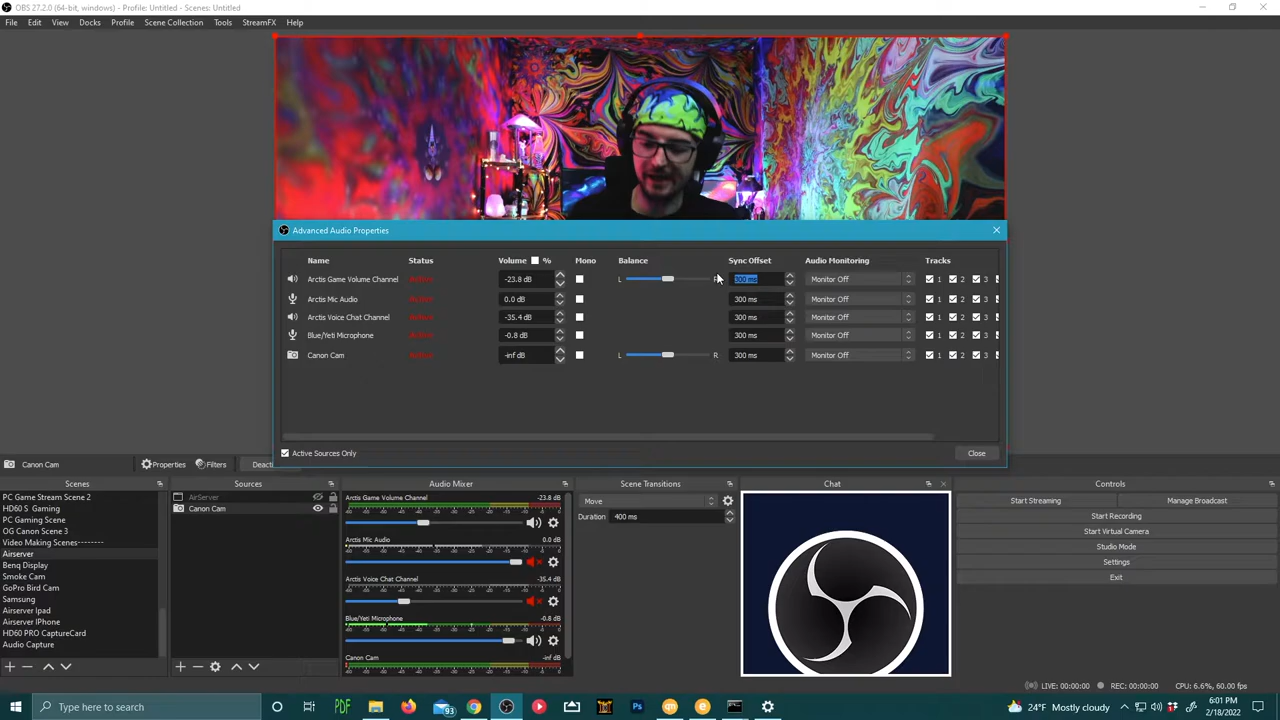 OBS 27.2.0 (64-bit, windows) - Profile: Untitled - Scenes: Untitled
File Edit View Docks Profile Scene Collection Tools StreamFX Help
Advanced Audio Properties
Name Status Volume % Mono Balance Sync Offset Audio Monitoring Tracks
Arctis Game Volume Channel Active -23.8 dB L R 300 ms Monitor Off 1 2 3
Arctis Mic Audio Active 0.0 dB 300 ms Monitor Off 1 2 3
Arctis Voice Chat Channel Active -35.4 dB 300 ms Monitor Off 1 2 3
Blue/Yeti Microphone Active -0.8 dB 300 ms Monitor Off 1 2 3
Canon Cam Active -inf dB L R 300 ms Monitor Off 1 2 3
Active Sources Only Close
Canon Cam Properties Filters Deacti
Scenes
PC Game Stream Scene 2
HD60 S Gaming
PC Gaming Scene
OG Canon Scene 3
Video Making Scenes--------
Airserver
Benq Display
Smoke Cam
GoPro Bird Cam
Samsung
Airserver Ipad
Airserver IPhone
HD60 PRO CaptureCard
Audio Capture
Sources
AirServer
Canon Cam
Audio Mixer
Arctis Game Volume Channel -23.8 dB
Arctis Mic Audio 0.0 dB
Arctis Voice Chat Channel -35.4 dB
Blue/Yeti Microphone -0.8 dB
Canon Cam -inf dB
Scene Transitions
Move
Duration 400 ms
Chat
Controls
Start Streaming Manage Broadcast
Start Recording
Start Virtual Camera
Studio Mode
Settings
Exit
LIVE: 00:00:00 REC: 00:00:00 CPU: 6.6%, 60.00 fps
Type here to search PDF 93 Ps 24°F Mostly cloudy
6:01 PM
2/18/2022